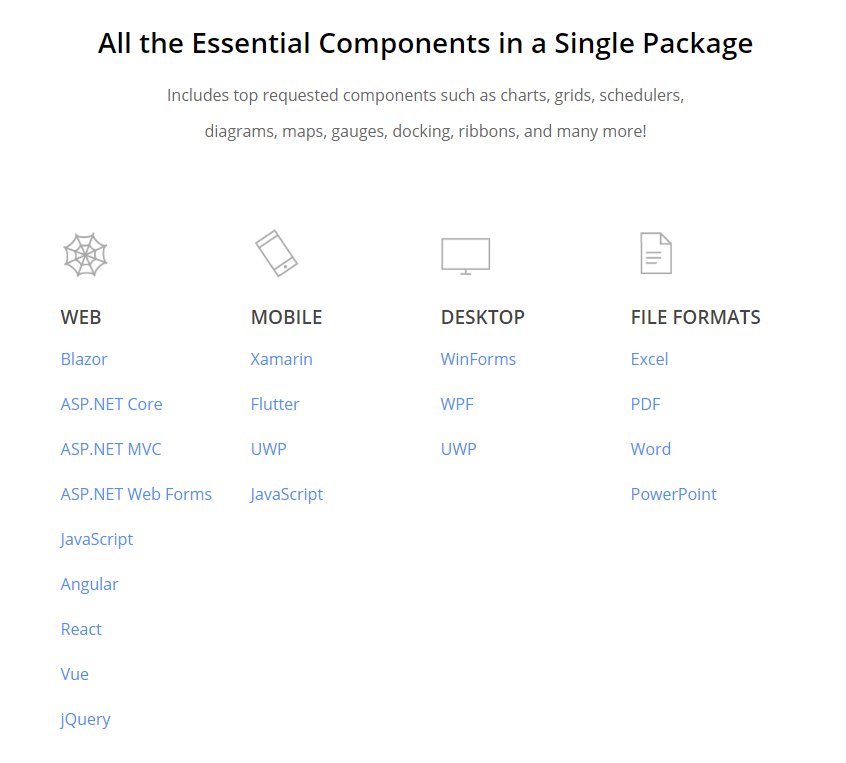 All the Essential Components in a Single Package
Includes top requested components such as charts, grids, schedulers,
diagrams, maps, gauges, docking, ribbons, and many more!
WEB
Blazor
ASP.NET Core
ASP.NET MVC
ASP.NET Web Forms
JavaScript
Angular
React
Vue
jQuery
MOBILE
Xamarin
Flutter
UWP
JavaScript
DESKTOP
WinForms
WPF
UWP
FILE FORMATS
Excel
PDF
Word
PowerPoint